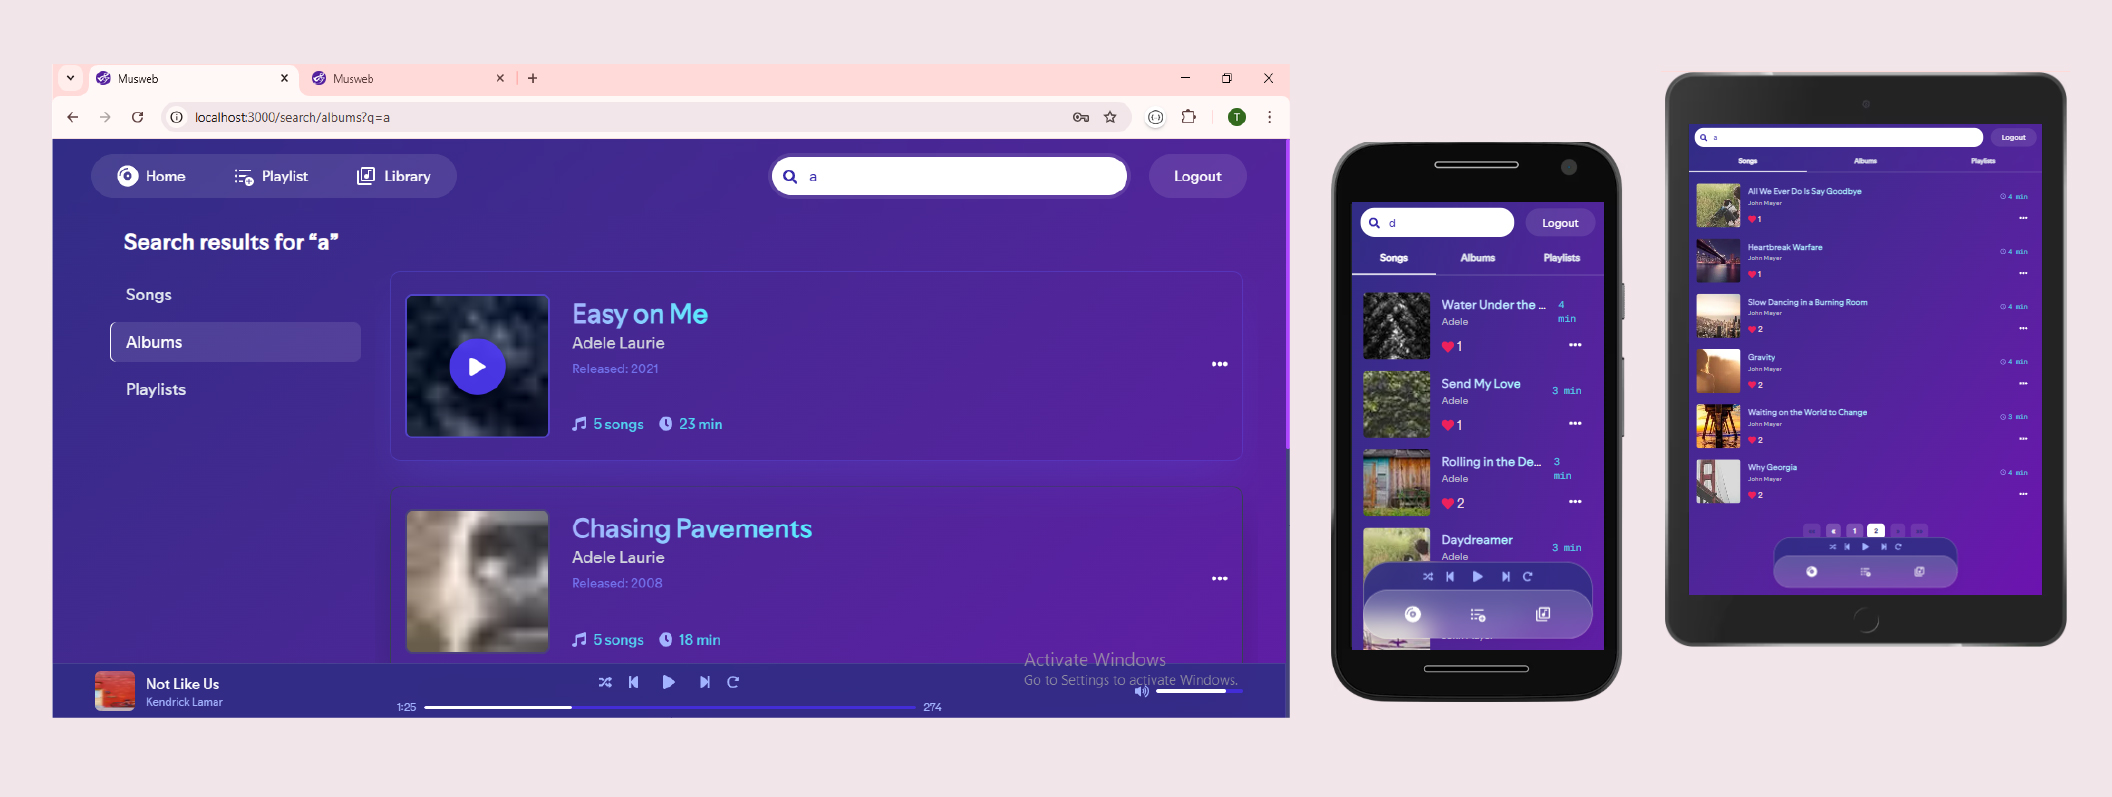 Musweb
Musweb
localhost:3000/search/albums?q=a
T
Home
Playlist
Library
a
Logout
Search results for “a”
Songs
Albums
Playlists
Easy on Me
Adele Laurie
Released: 2021
5 songs
23 min
Chasing Pavements
Adele Laurie
Released: 2008
5 songs
18 min
Activate Windows
Go to Settings to activate Windows.
Not Like Us
Kendrick Lamar
1:25
274
d
Logout
Songs
Albums
Playlists
Water Under the ...
4 min
Adele
1
Send My Love
3 min
Adele
1
Rolling in the De...
3 min
Adele
2
Daydreamer
3 min
Adele
a
Logout
Songs
Albums
Playlists
All We Ever Do Is Say Goodbye
4 min
John Mayer
1
Heartbreak Warfare
4 min
John Mayer
1
Slow Dancing in a Burning Room
4 min
John Mayer
2
Gravity
4 min
John Mayer
2
Waiting on the World to Change
3 min
John Mayer
2
Why Georgia
4 min
John Mayer
2
1
2